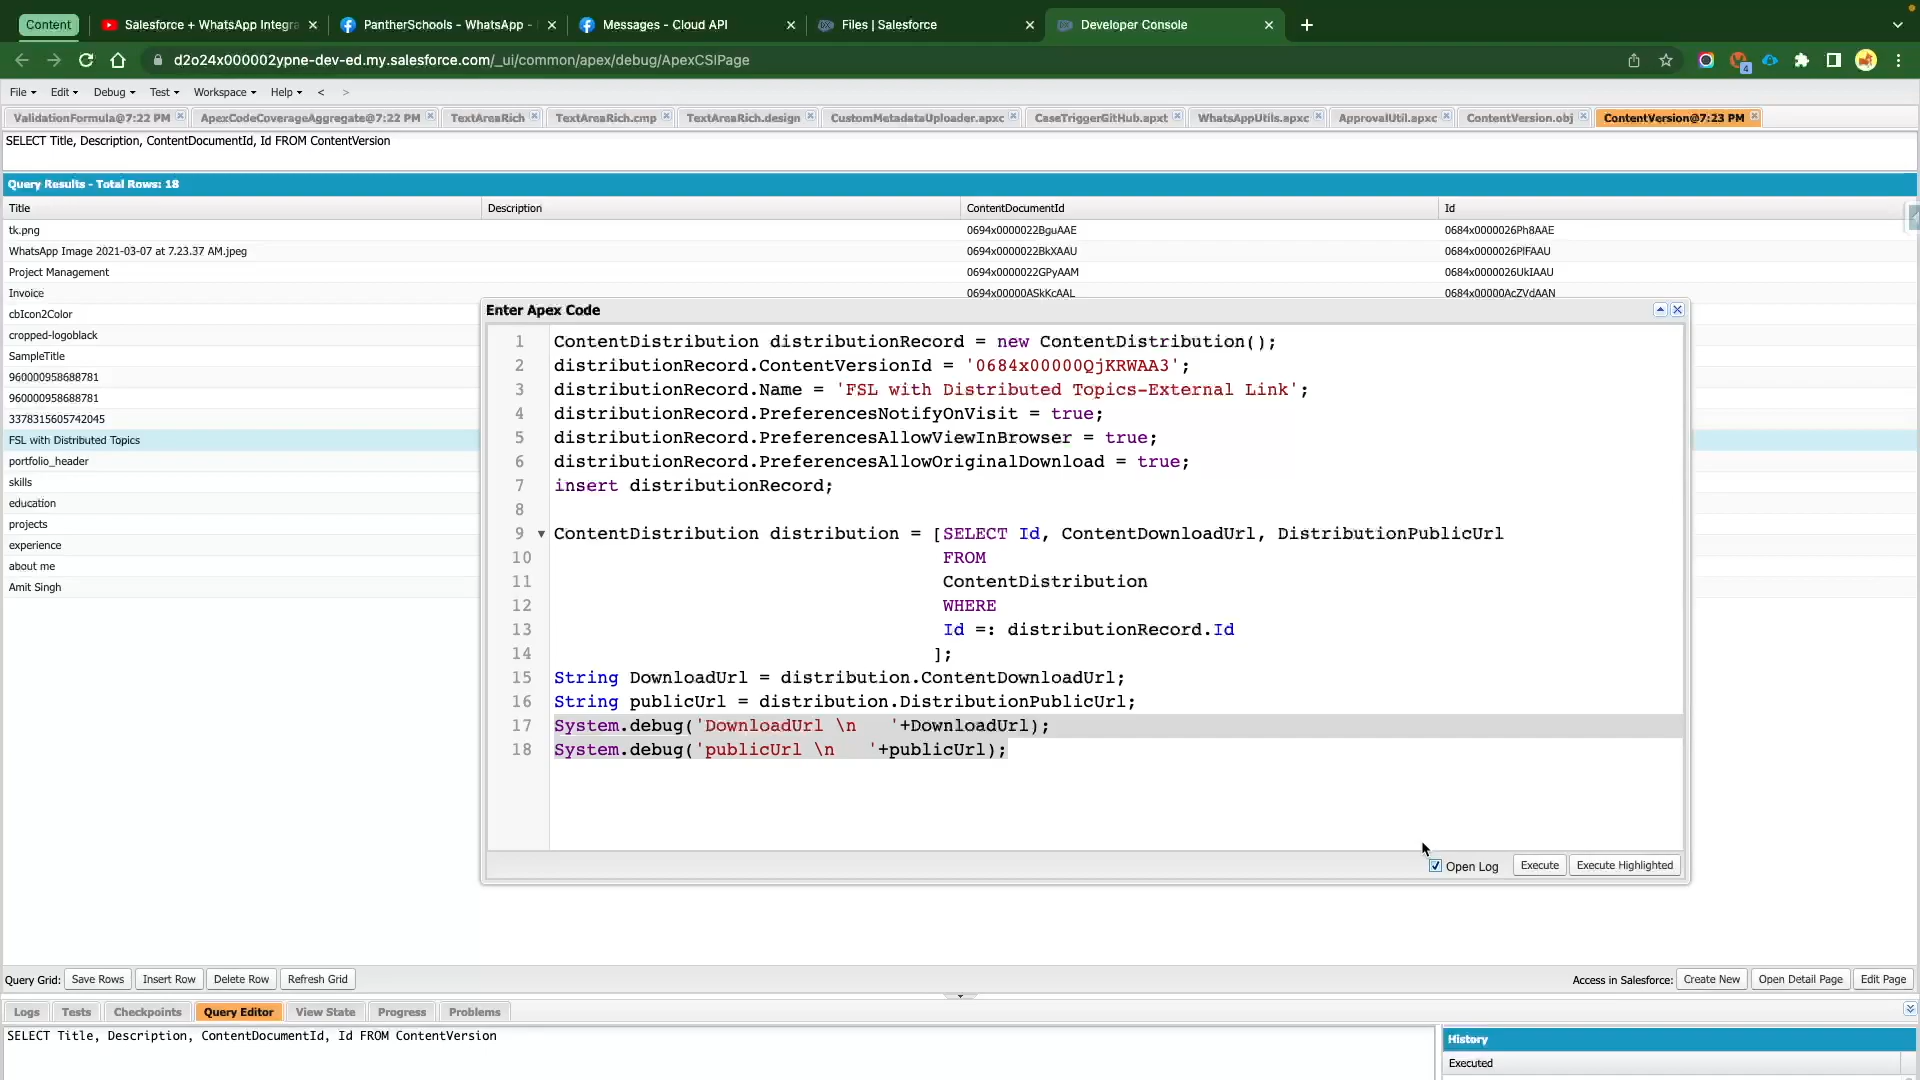 Content
Salesforce + WhatsApp Integra
PantherSchools - WhatsApp -
Messages - Cloud API
Files | Salesforce
Developer Console
d2o24x000002ypne-dev-ed.my.salesforce.com/_ui/common/apex/debug/ApexCSIPage
4
File Edit Debug Test Workspace Help < >
ValidationFormula@7:22 PM
ApexCodeCoverageAggregate@7:22 PM
TextAreaRich
TextAreaRich.cmp
TextAreaRich.design
CustomMetadataUploader.apxc
CaseTriggerGitHub.apxt
WhatsAppUtils.apxc
ApprovalUtil.apxc
ContentVersion.obj
ContentVersion@7:23 PM
SELECT Title, Description, ContentDocumentId, Id FROM ContentVersion
Query Results - Total Rows: 18
Title Description ContentDocumentId Id
tk.png 0694x0000022BguAAE 0684x0000026Ph8AAE
WhatsApp Image 2021-03-07 at 7.23.37 AM.jpeg 0694x0000022BkXAAU 0684x0000026PlFAAU
Project Management 0694x0000022GPyAAM 0684x0000026UkIAAU
Invoice 0694x00000ASkKcAAL 0684x00000AcZVdAAN
cbIcon2Color
cropped-logoblack
SampleTitle
960000958688781
960000958688781
3378315605742045
FSL with Distributed Topics
portfolio_header
skills
education
projects
experience
about me
Amit Singh
Enter Apex Code
1 ContentDistribution distributionRecord = new ContentDistribution();
2 distributionRecord.ContentVersionId = '0684x00000QjKRWAA3';
3 distributionRecord.Name = 'FSL with Distributed Topics-External Link';
4 distributionRecord.PreferencesNotifyOnVisit = true;
5 distributionRecord.PreferencesAllowViewInBrowser = true;
6 distributionRecord.PreferencesAllowOriginalDownload = true;
7 insert distributionRecord;
8
9 ContentDistribution distribution = [SELECT Id, ContentDownloadUrl, DistributionPublicUrl
10 FROM
11 ContentDistribution
12 WHERE
13 Id =: distributionRecord.Id
14 ];
15 String DownloadUrl = distribution.ContentDownloadUrl;
16 String publicUrl = distribution.DistributionPublicUrl;
17 System.debug('DownloadUrl \n   '+DownloadUrl);
18 System.debug('publicUrl \n   '+publicUrl);
Open Log Execute Execute Highlighted
Query Grid: Save Rows Insert Row Delete Row Refresh Grid
Access in Salesforce: Create New Open Detail Page Edit Page
Logs Tests Checkpoints Query Editor View State Progress Problems
SELECT Title, Description, ContentDocumentId, Id FROM ContentVersion
History
Executed